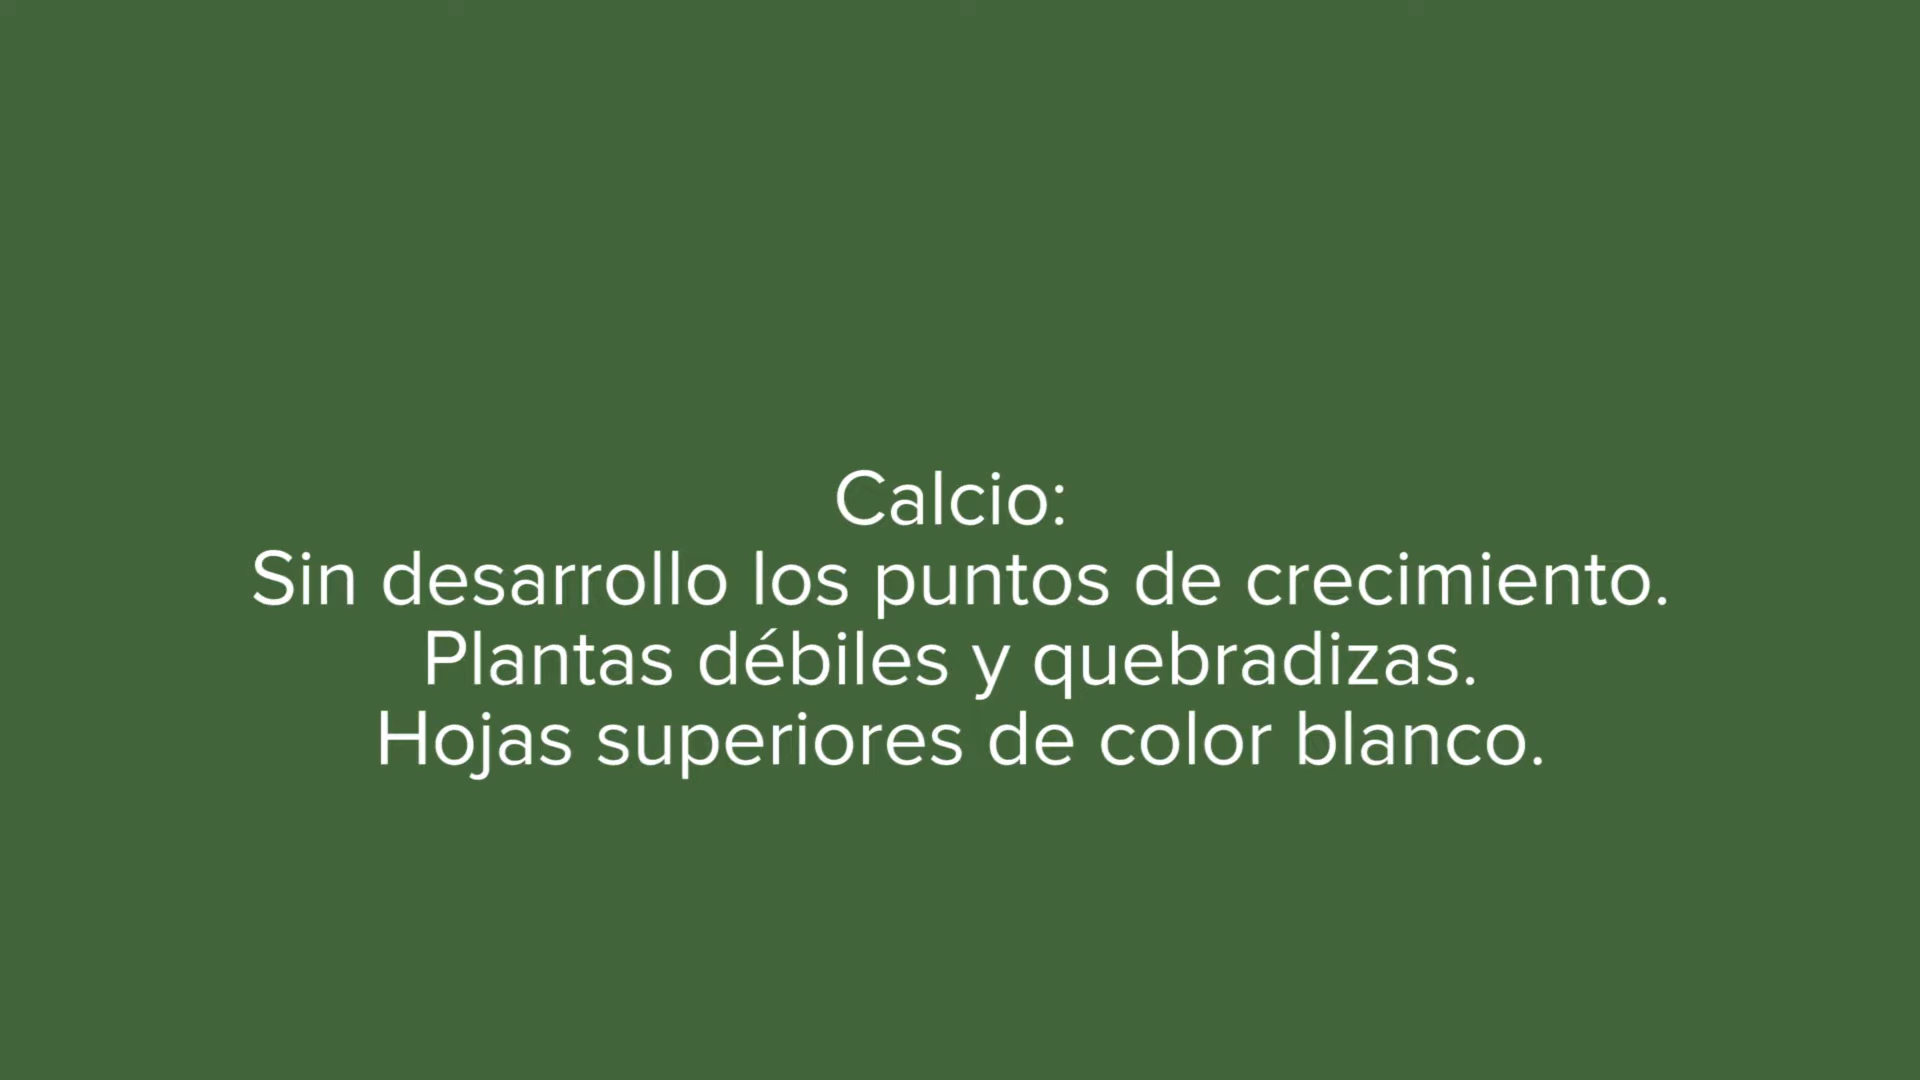 Calcio:
Sin desarrollo los puntos de crecimiento.
Plantas débiles y quebradizas.
Hojas superiores de color blanco.